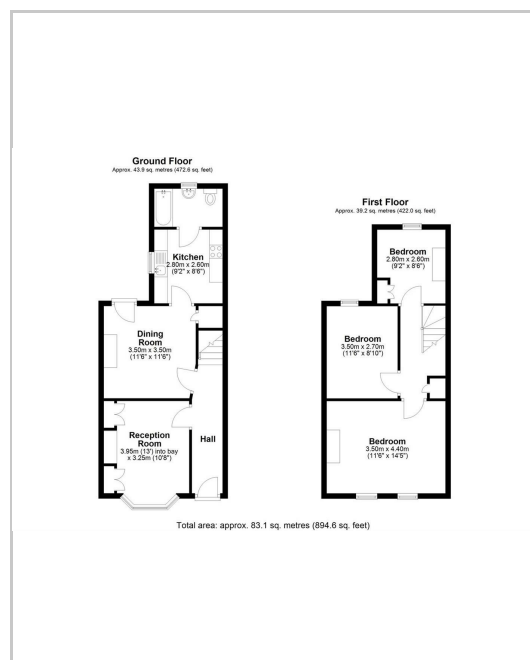 Ground Floor
Approx. 43.9 sq. metres (472.6 sq. feet)
Kitchen
2.80m x 2.60m
(9'2" x 8'6")
Dining
Room
3.50m x 3.50m
(11'6" x 11'6")
Reception
Room
3.95m (13') into bay
x 3.25m (10'8")
Hall
First Floor
Approx. 39.2 sq. metres (422.0 sq. feet)
Bedroom
2.80m x 2.60m
(9'2" x 8'6")
Bedroom
3.50m x 2.70m
(11'6" x 8'10")
Bedroom
3.50m x 4.40m
(11'6" x 14'5")
Total area: approx. 83.1 sq. metres (894.6 sq. feet)